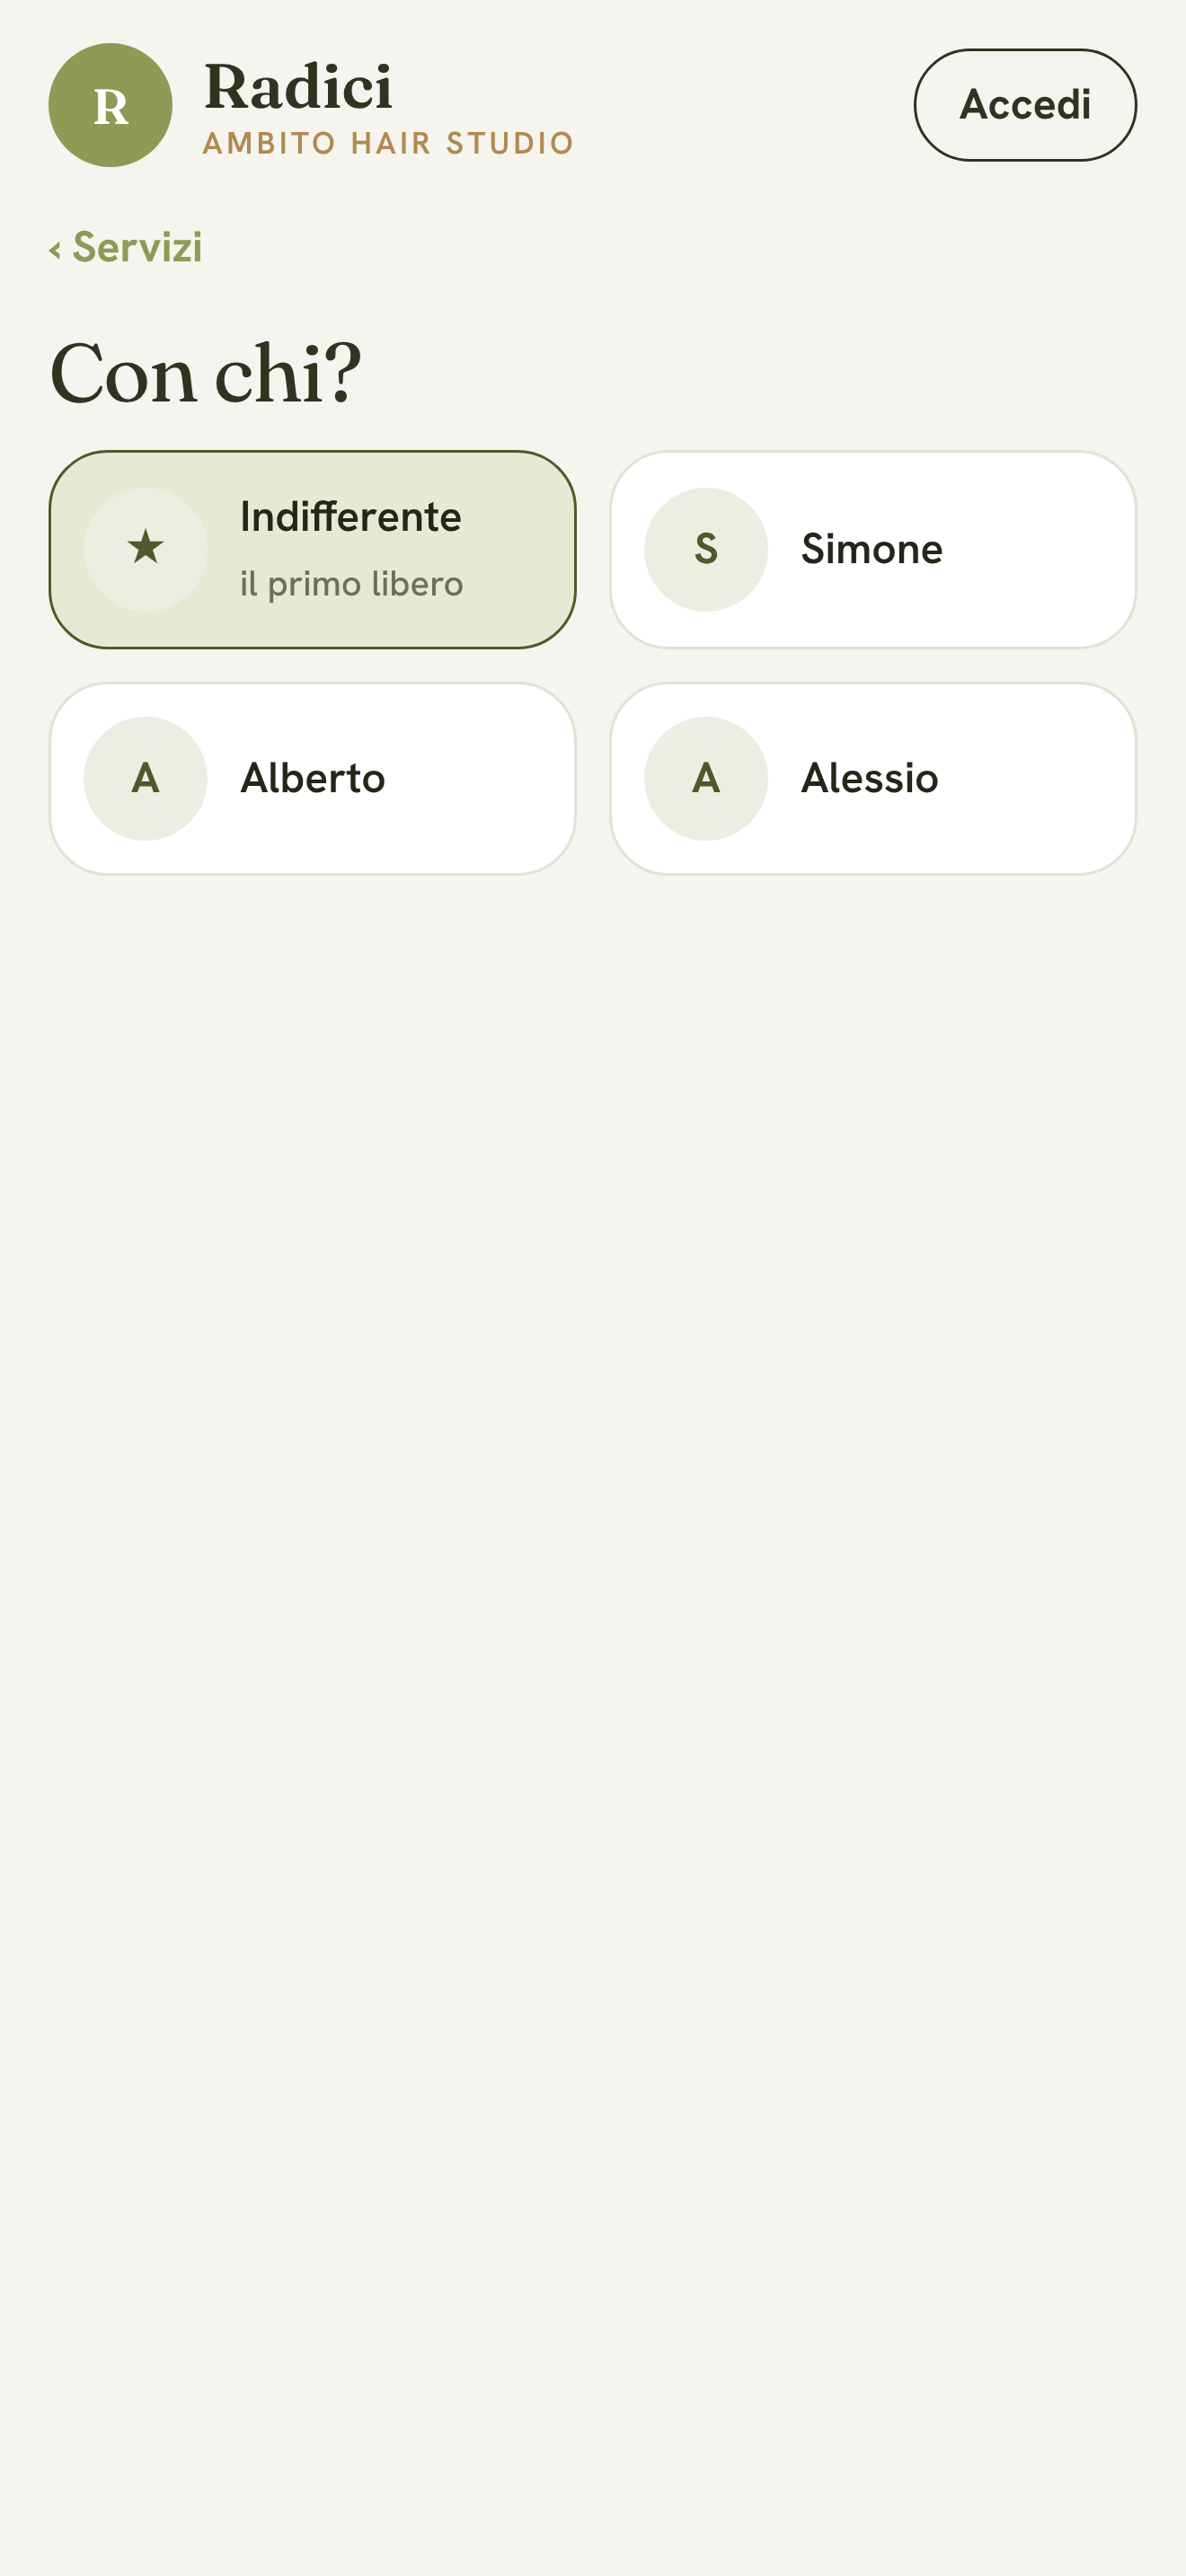 R
Radici
AMBITO HAIR STUDIO
Accedi
‹ Servizi
Con chi?
★
Indifferente
il primo libero
S
Simone
A
Alberto
A
Alessio